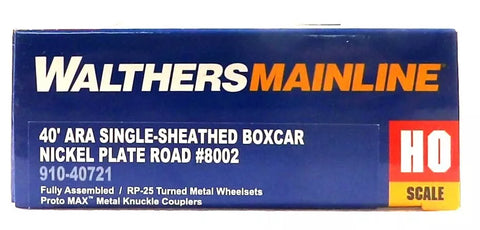 WALTHERSMAINLINE
40' ARA SINGLE-SHEATHED BOXCAR
NICKEL PLATE ROAD #8002
910-40721
Fully Assembled / RP-25 Turned Metal Wheelsets
Proto MAX™ Metal Knuckle Couplers
HO
SCALE